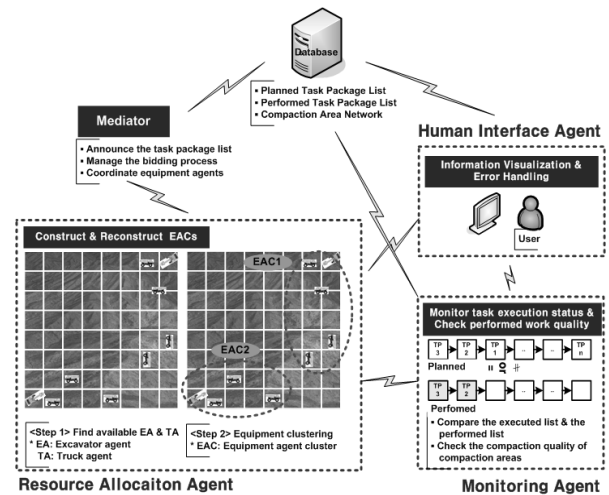 Database
▪ Planned Task Package List
▪ Performed Task Package List
▪ Compaction Area Network
Mediator
▪ Announce the task package list
▪ Manage the bidding process
▪ Coordinate equipment agents
Human Interface Agent
Information Visualization &
Error Handling
User
Construct & Reconstruct EACs
EAC1
EAC2
<Step 1> Find available EA & TA
* EA: Excavator agent
TA: Truck agent
<Step 2> Equipment clustering
* EAC: Equipment agent cluster
Resource Allocaiton Agent
Monitor task execution status &
Check performed work quality
TP 3 TP 2 TP 1 .. .. TP n
Planned
= or ≠
TP 3 TP 2 .. .. ..
Perfomed
▪ Compare the executed list & the
performed list
▪ Check the compaction quality of
compaction areas
Monitoring Agent